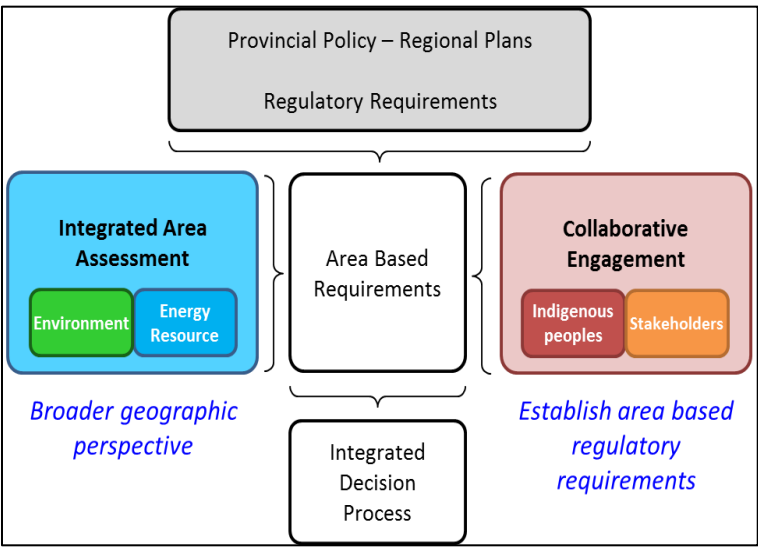 Provincial Policy – Regional Plans
Regulatory Requirements
Integrated Area
Assessment
Environment
Energy
Resource
Broader geographic
perspective
Area Based
Requirements
Collaborative
Engagement
Indigenous
peoples
Stakeholders
Establish area based
regulatory
requirements
Integrated
Decision
Process